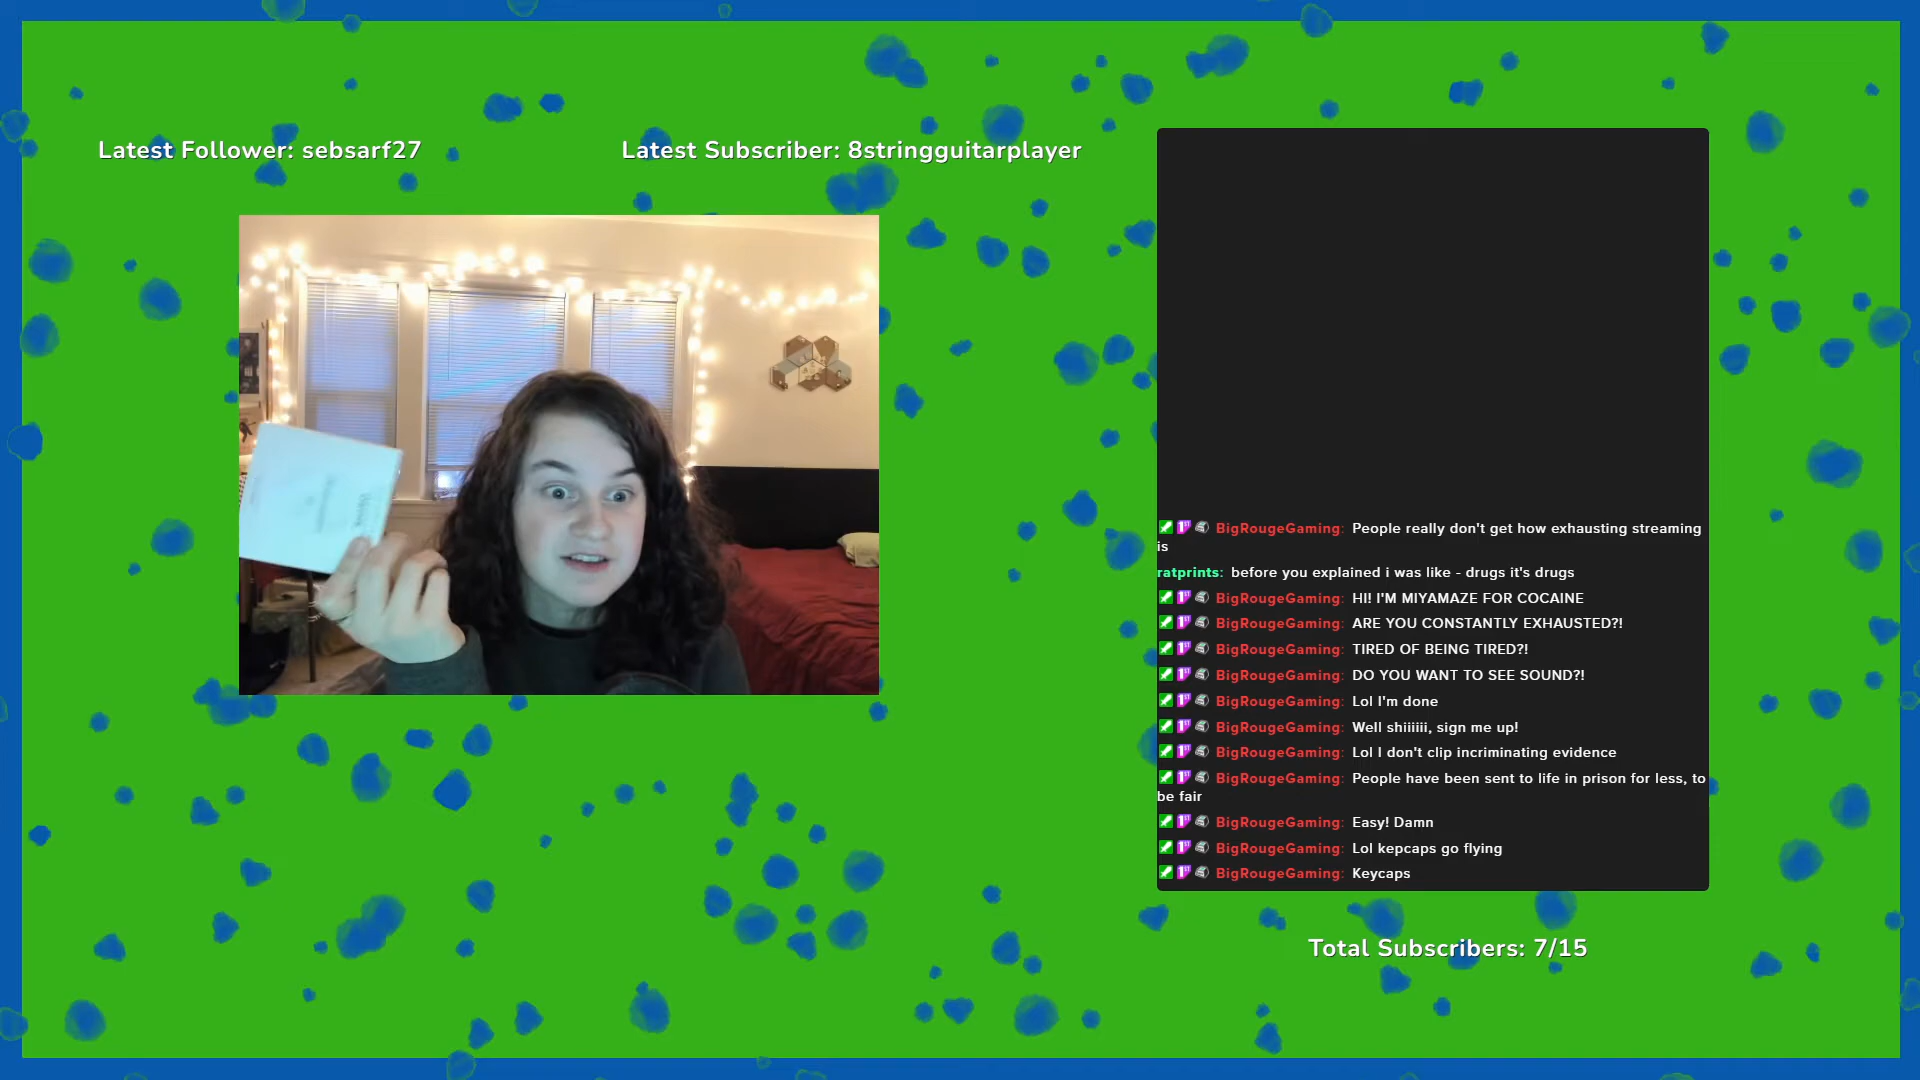 Latest Follower: sebsarf27
Latest Subscriber: 8stringguitarplayer
BigRougeGaming: People really don't get how exhausting streaming
is
ratprints: before you explained i was like - drugs it's drugs
BigRougeGaming: HI! I'M MIYAMAZE FOR COCAINE
BigRougeGaming: ARE YOU CONSTANTLY EXHAUSTED?!
BigRougeGaming: TIRED OF BEING TIRED?!
BigRougeGaming: DO YOU WANT TO SEE SOUND?!
BigRougeGaming: Lol I'm done
BigRougeGaming: Well shiiiiii, sign me up!
BigRougeGaming: Lol I don't clip incriminating evidence
BigRougeGaming: People have been sent to life in prison for less, to
be fair
BigRougeGaming: Easy! Damn
BigRougeGaming: Lol kepcaps go flying
BigRougeGaming: Keycaps
Total Subscribers: 7/15